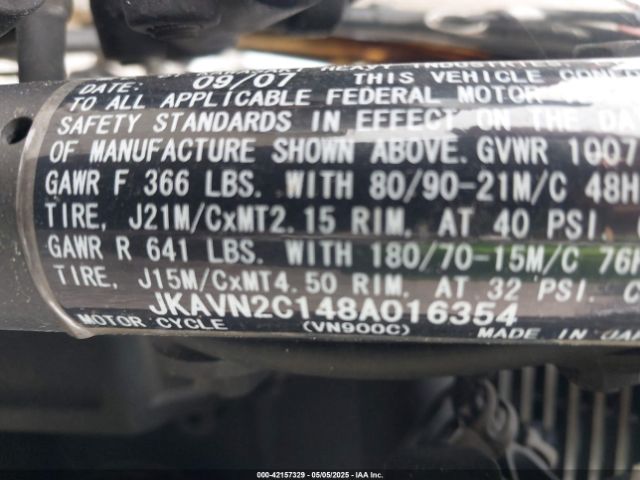 HEAVY INDUSTRIES,
DATE: 09/07 THIS VEHICLE
TO ALL APPLICABLE FEDERAL MOTOR
SAFETY STANDARDS IN EFFECT ON THE
OF MANUFACTURE SHOWN ABOVE. GVWR 1007
GAWR F 366 LBS. WITH 80/90-21M/C 48H
TIRE, J21M/CxMT2.15 RIM, AT 40 PSI.
GAWR R 641 LBS. WITH 180/70-15M/C 76H
TIRE, J15M/CxMT4.50 RIM, AT 32 PSI. C
JKAVN2C148A016354
MOTOR CYCLE (VN900C) MADE IN
000-42157329 - 05/05/2025 - IAA Inc.